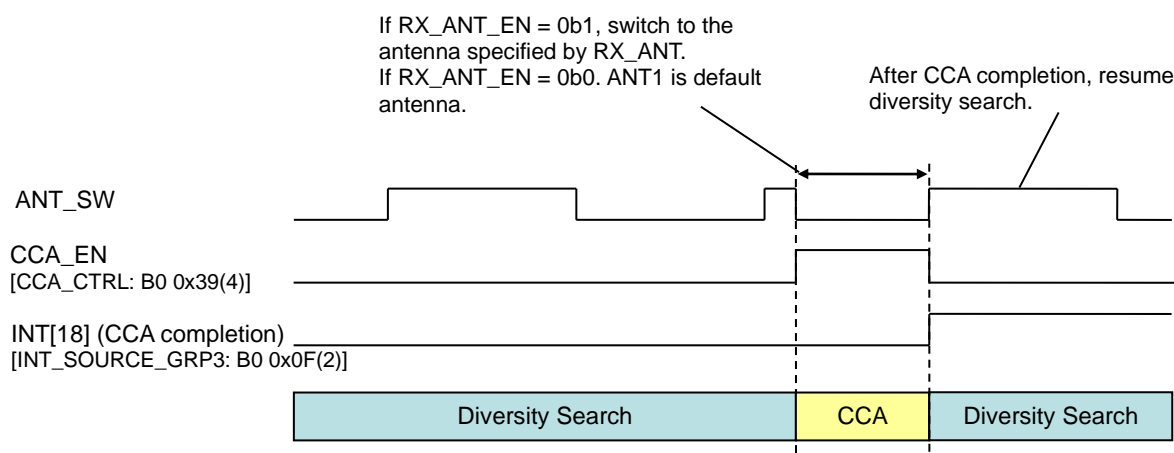 If RX_ANT_EN = 0b1, switch to the
antenna specified by RX_ANT.
If RX_ANT_EN = 0b0. ANT1 is default
antenna.
After CCA completion, resume
diversity search.
ANT_SW
CCA_EN
[CCA_CTRL: B0 0x39(4)]
INT[18] (CCA completion)
[INT_SOURCE_GRP3: B0 0x0F(2)]
Diversity Search
CCA
Diversity Search